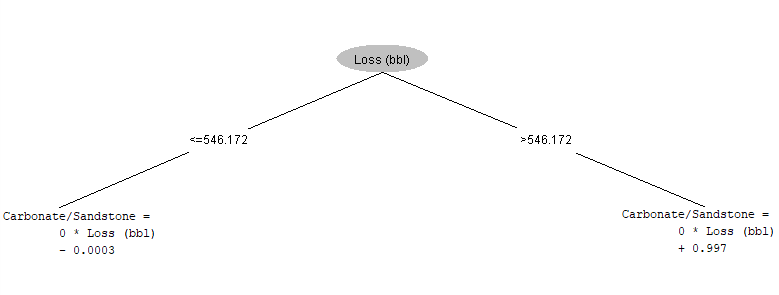 Loss (bbl)
<=546.172
>546.172
Carbonate/Sandstone =
0 * Loss (bbl)
- 0.0003
Carbonate/Sandstone =
0 * Loss (bbl)
+ 0.997